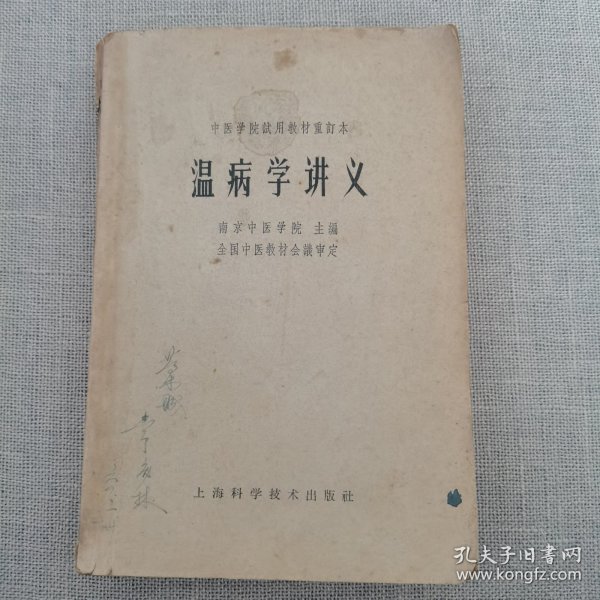 中医学院試用教材重訂本
温病学讲义
南京中医学院 主編
全国中医教材会議审定
上海科学技术出版社
孔夫子旧書网
www.kongfz.com